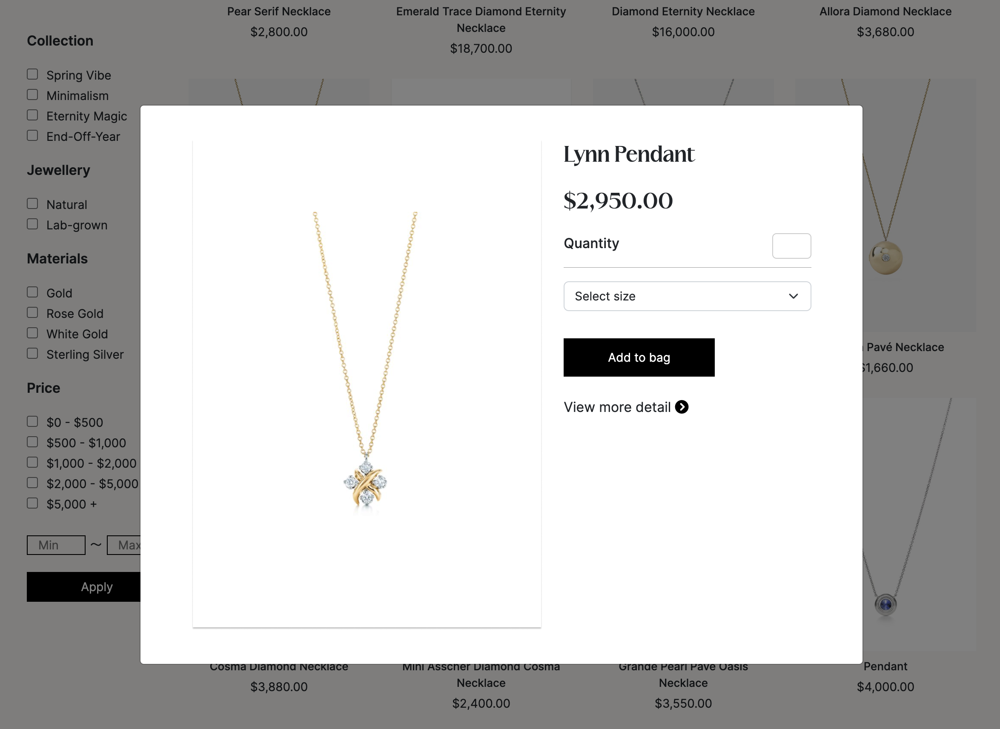 Pear Serif Necklace
$2,800.00
Emerald Trace Diamond Eternity
Necklace
$18,700.00
Diamond Eternity Necklace
$16,000.00
Allora Diamond Necklace
$3,680.00
Collection
Spring Vibe
Minimalism
Eternity Magic
End-Off-Year
Jewellery
Natural
Lab-grown
Materials
Gold
Rose Gold
White Gold
Sterling Silver
Price
$0 - $500
$500 - $1,000
$1,000 - $2,000
$2,000 - $5,000
$5,000 +
Min ~ Max
Apply
Lynn Pendant
$2,950.00
Quantity
Select size
Add to bag
View more detail
Pavé Necklace
$1,660.00
Cosma Diamond Necklace
$3,880.00
Mini Asscher Diamond Cosma
Necklace
$2,400.00
Grande Pearl Pavé Oasis
Necklace
$3,550.00
Pendant
$4,000.00